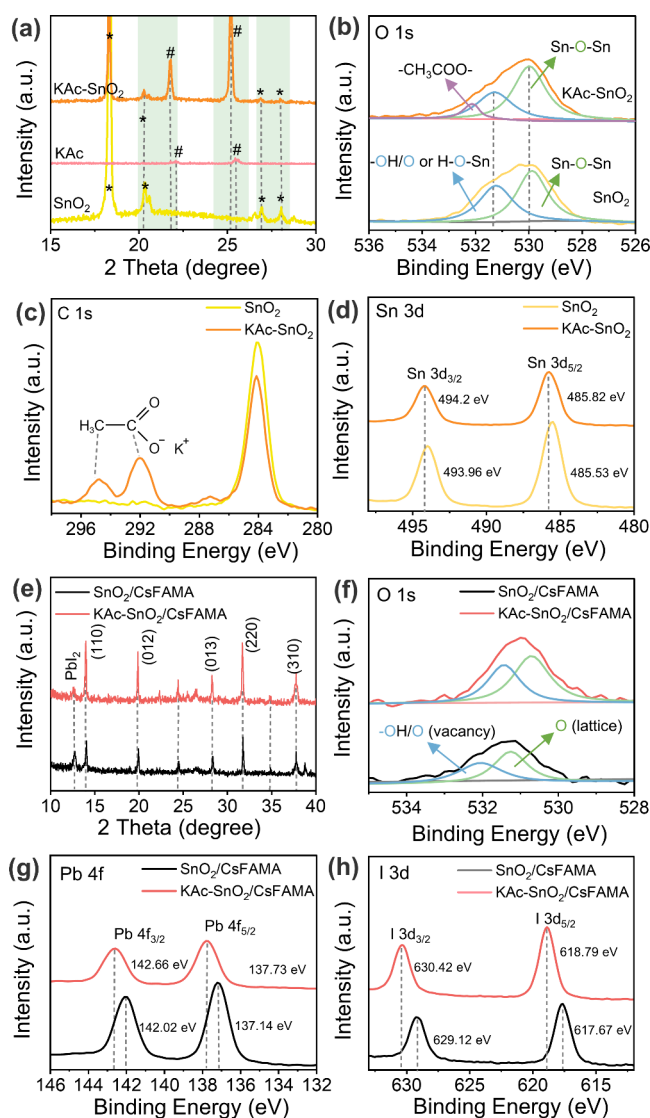 (a)
Intensity (a.u.)
* # # * *
KAc-SnO₂
*
KAc
# #
* * * *
SnO₂
15 20 25 30
2 Theta (degree)
(b)
O 1s
Intensity (a.u.)
Sn-O-Sn
-CH₃COO-
KAc-SnO₂
-OH/O or H-O-Sn
Sn-O-Sn
SnO₂
536 534 532 530 528 526
Binding Energy (eV)
(c)
C 1s
SnO₂
KAc-SnO₂
Intensity (a.u.)
O
H₃C C
O⁻ K⁺
296 292 288 284 280
Binding Energy (eV)
(d)
Sn 3d
SnO₂
KAc-SnO₂
Intensity (a.u.)
Sn 3d₃/₂
Sn 3d₅/₂
494.2 eV
485.82 eV
493.96 eV
485.53 eV
495 490 485 480
Binding Energy (eV)
(e)
SnO₂/CsFAMA
KAc-SnO₂/CsFAMA
Intensity (a.u.)
PbI₂
(110)
(012)
(013)
(220)
(310)
10 15 20 25 30 35 40
2 Theta (degree)
(f)
O 1s
SnO₂/CsFAMA
KAc-SnO₂/CsFAMA
Intensity (a.u.)
-OH/O (vacancy)
O (lattice)
534 532 530 528
Binding Energy (eV)
(g)
Pb 4f
SnO₂/CsFAMA
KAc-SnO₂/CsFAMA
Intensity (a.u.)
Pb 4f₃/₂
Pb 4f₅/₂
142.66 eV
137.73 eV
142.02 eV
137.14 eV
146 144 142 140 138 136 134 132
Binding Energy (eV)
(h)
I 3d
SnO₂/CsFAMA
KAc-SnO₂/CsFAMA
Intensity (a.u.)
I 3d₃/₂
I 3d₅/₂
630.42 eV
618.79 eV
629.12 eV
617.67 eV
630 625 620 615
Binding Energy (eV)